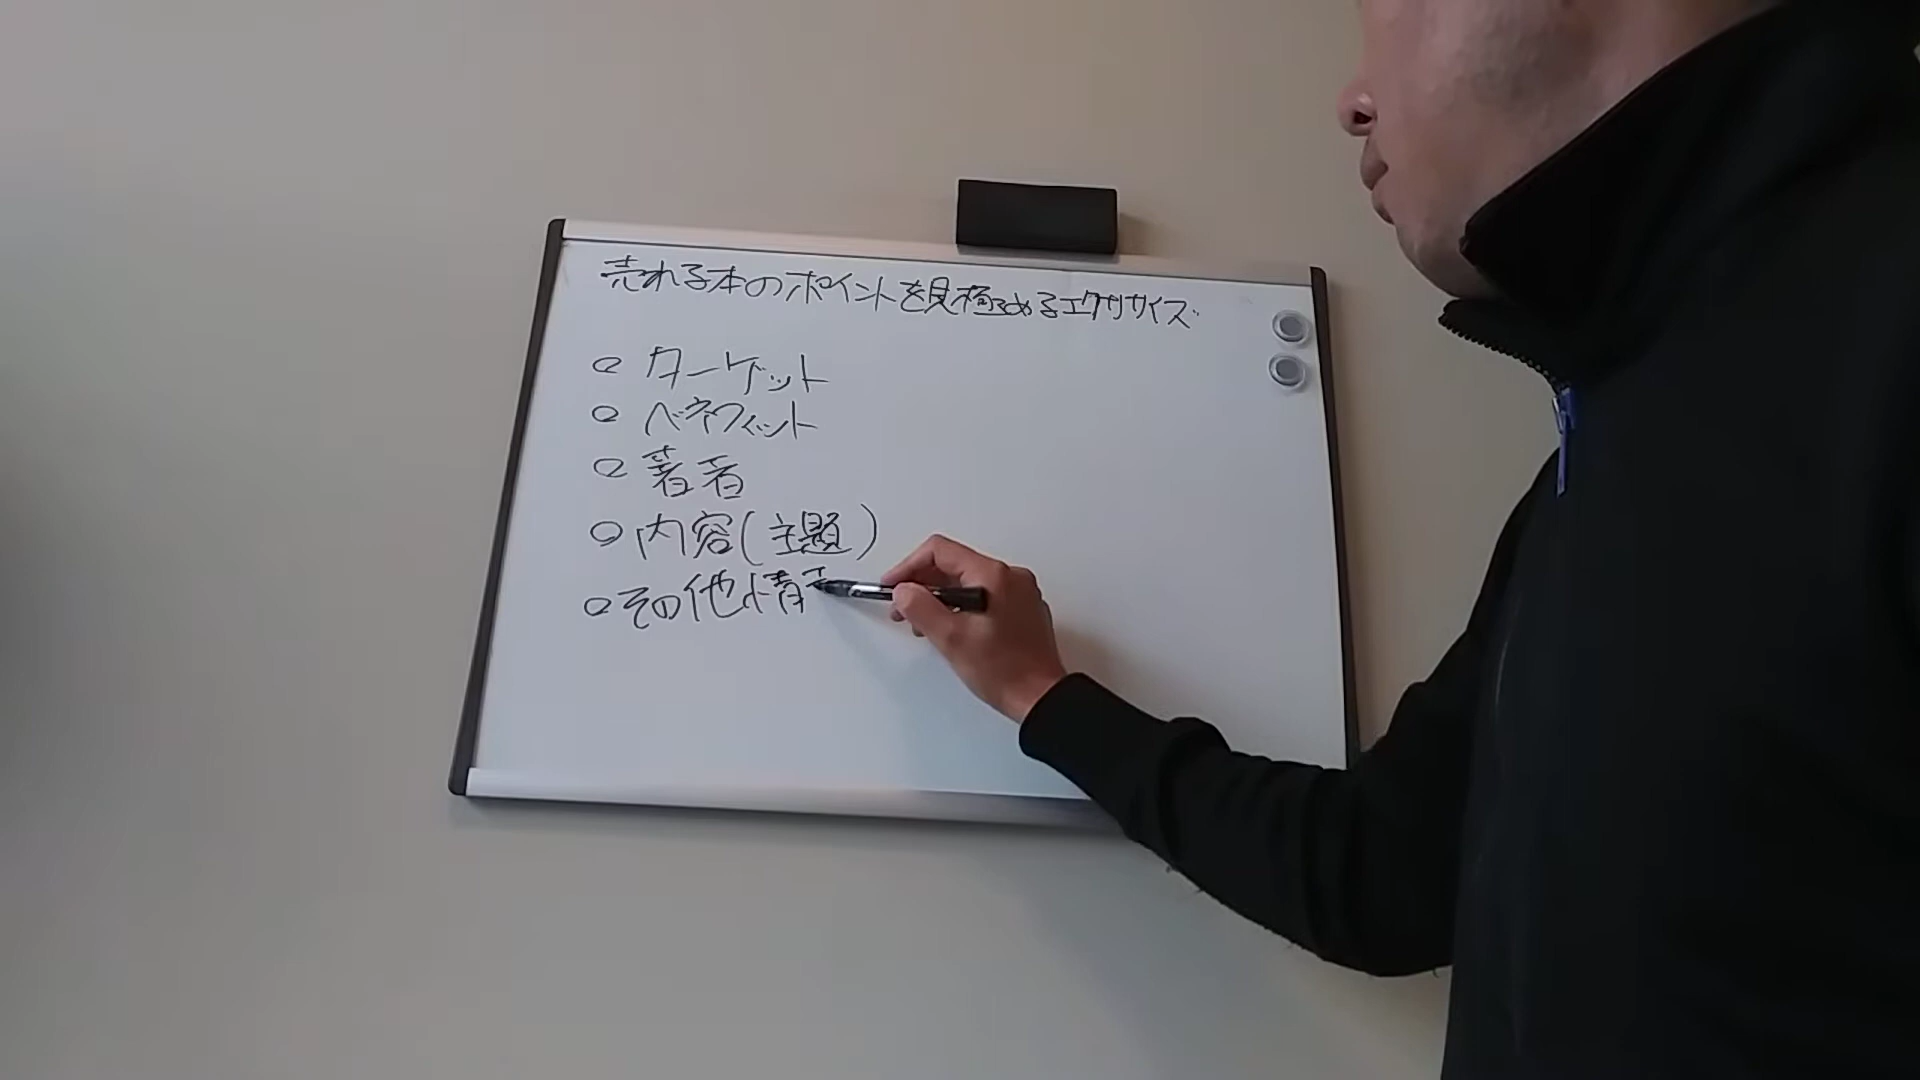 売れる本のポイントを見極めるエクササイズ
○ ターゲット
○ ベネフィット
○ 著者
○ 内容(主題)
○ その他情